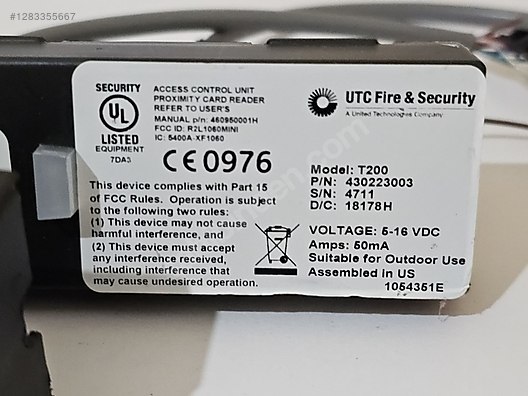 #1283355667
SECURITY
UL
LISTED
EQUIPMENT
7DA3
ACCESS CONTROL UNIT
PROXIMITY CARD READER
REFER TO USER'S
MANUAL p/n: 460950001H
FCC ID: R2L1060MINI
IC: 5400A-XF1060
CE 0976
This device complies with Part 15
of FCC Rules. Operation is subject
to the following two rules:
(1) This device may not cause
harmful interference, and
(2) This device must accept
any interference received,
including interference that
may cause undesired operation.
UTC Fire & Security
A United Technologies Company
Model: T200
P/N: 430223003
S/N: 4711
D/C: 18178H
VOLTAGE: 5-16 VDC
Amps: 50mA
Suitable for Outdoor Use
Assembled in US
1054351E